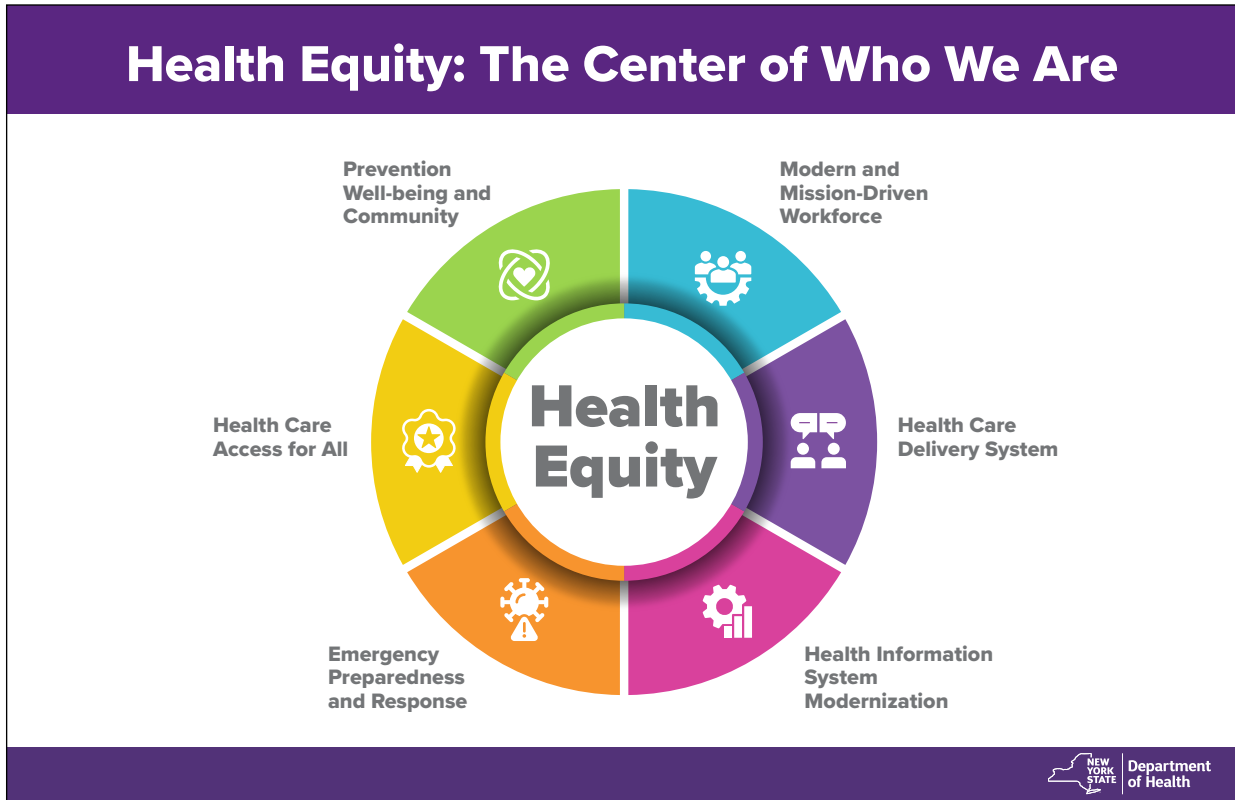 Health Equity: The Center of Who We Are
Prevention
Well-being and
Community
Modern and
Mission-Driven
Workforce
Health Care
Access for All
Health
Equity
Health Care
Delivery System
Emergency
Preparedness
and Response
Health Information
System
Modernization
NEW
YORK
STATE
Department
of Health